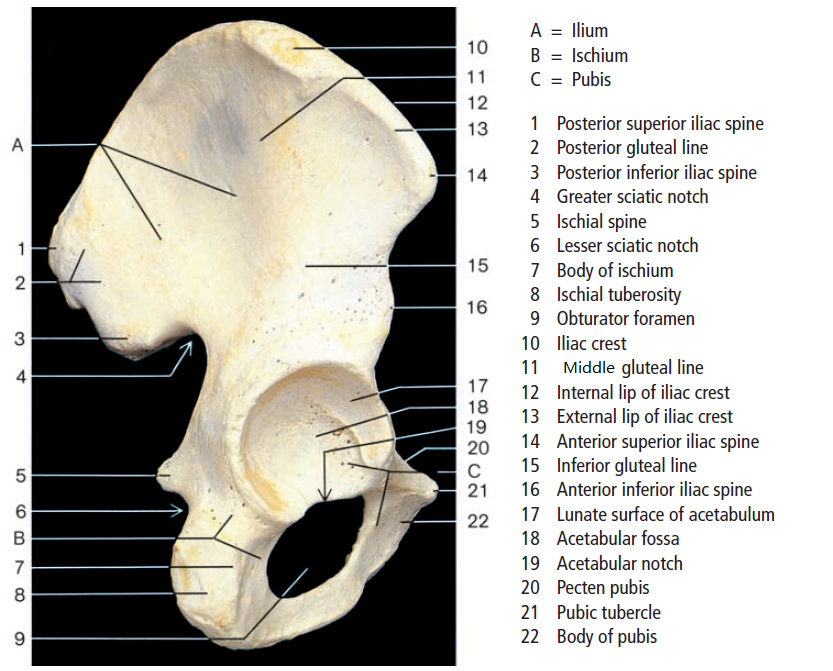 A = Ilium
B = Ischium
C = Pubis
1 Posterior superior iliac spine
2 Posterior gluteal line
3 Posterior inferior iliac spine
4 Greater sciatic notch
5 Ischial spine
6 Lesser sciatic notch
7 Body of ischium
8 Ischial tuberosity
9 Obturator foramen
10 Iliac crest
11 Middle gluteal line
12 Internal lip of iliac crest
13 External lip of iliac crest
14 Anterior superior iliac spine
15 Inferior gluteal line
16 Anterior inferior iliac spine
17 Lunate surface of acetabulum
18 Acetabular fossa
19 Acetabular notch
20 Pecten pubis
21 Pubic tubercle
22 Body of pubis
A
1
2
3
4
5
6
B
7
8
9
10
11
12
13
14
15
16
17
18
19
20
C
21
22